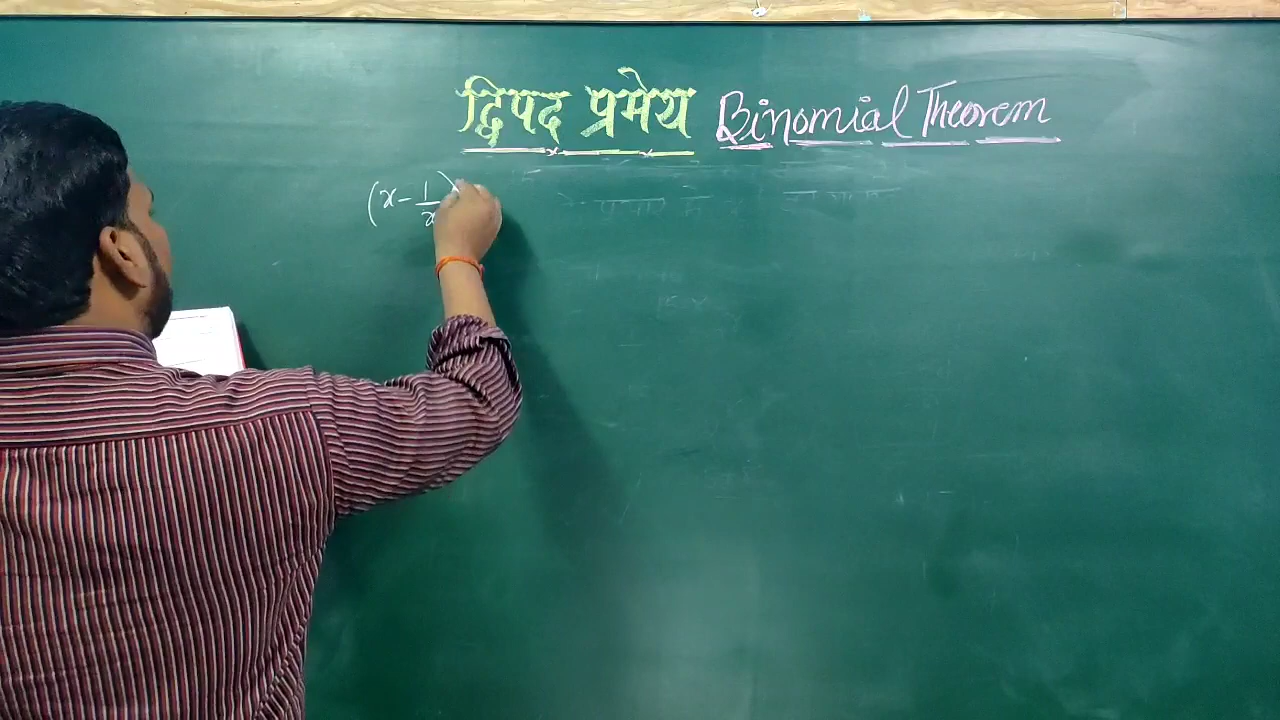 द्विपद प्रमेय Binomial Theorem
(x - 1/x)